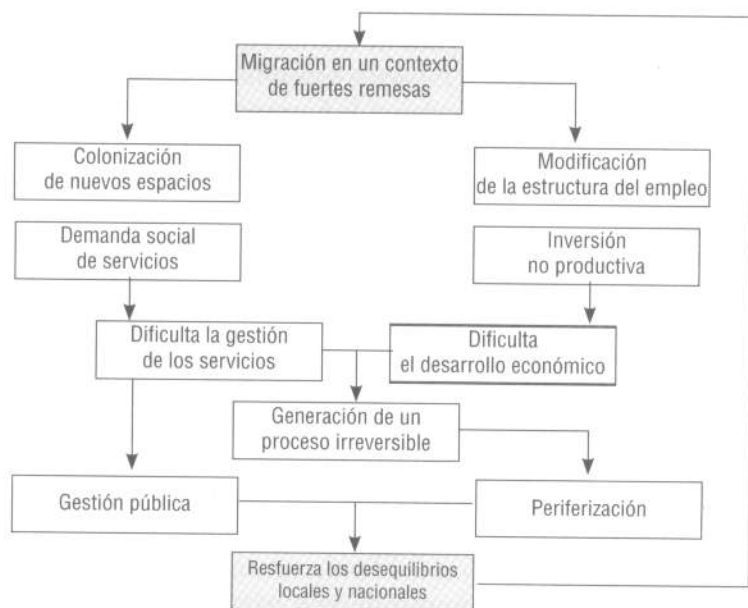 Migración en un contexto
de fuertes remesas
Colonización
de nuevos espacios
Modificación
de la estructura del empleo
Demanda social
de servicios
Inversión
no productiva
Dificulta la gestión
de los servicios
Dificulta
el desarrollo económico
Generación de un
proceso irreversible
Gestión pública
Periferización
Resfuerza los desequilibrios
locales y nacionales